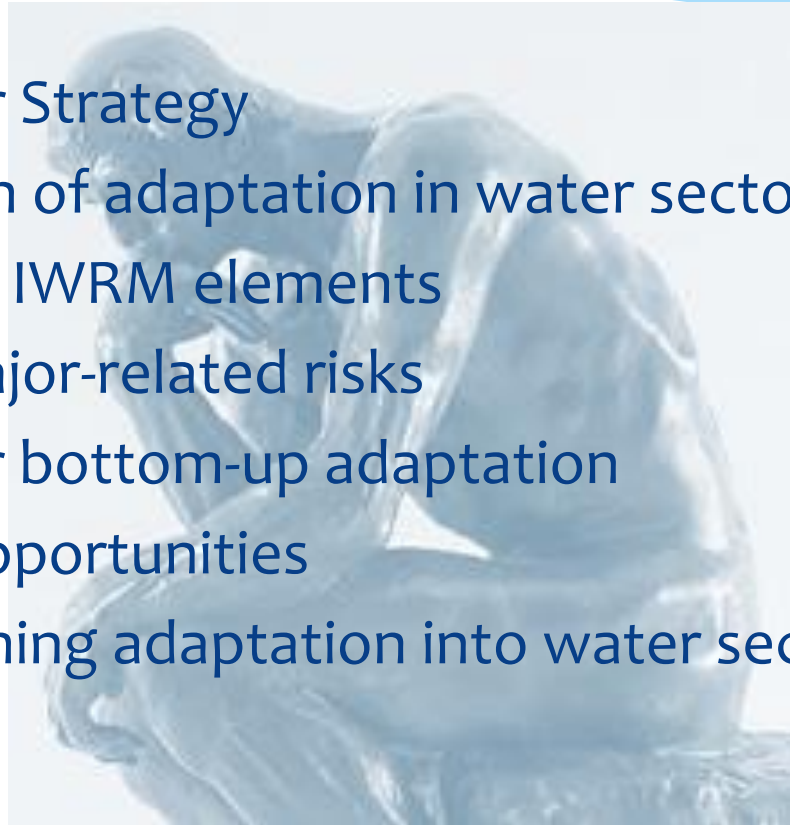 r Strategy
n of adaptation in water secto
IWRM elements
ajor-related risks
r bottom-up adaptation
pportunities
ning adaptation into water sec